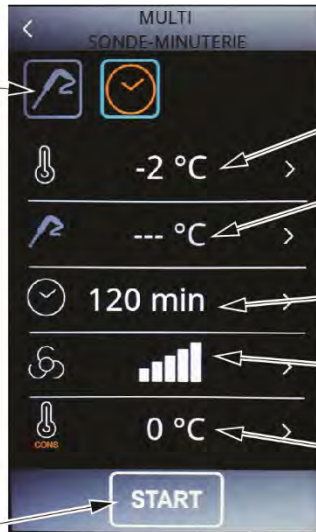 MULTI
SONDE-MINUTERIE
-2 °C
--- °C
120 min
0 °C
CONS
START